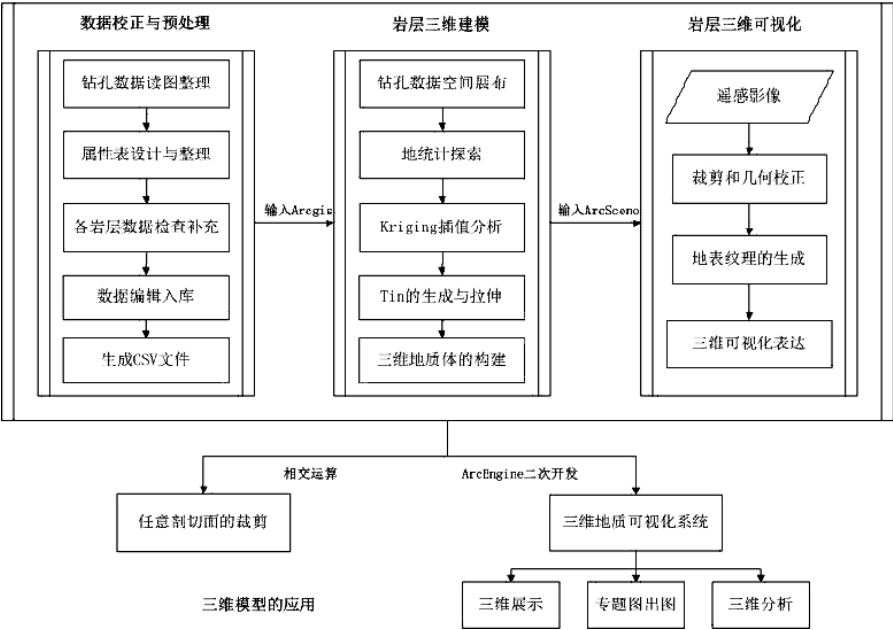 数据校正与预处理
岩层三维建模
岩层三维可视化
钻孔数据读图整理
属性表设计与整理
各岩层数据检查补充
数据编辑入库
生成CSV文件
输入Arcgis
钻孔数据空间展布
地统计探索
Kriging插值分析
Tin的生成与拉伸
三维地质体的构建
输入ArcScene
遥感影像
裁剪和几何校正
地表纹理的生成
三维可视化表达
相交运算
ArcEngine二次开发
任意剖切面的裁剪
三维地质可视化系统
三维模型的应用
三维展示
专题图出图
三维分析